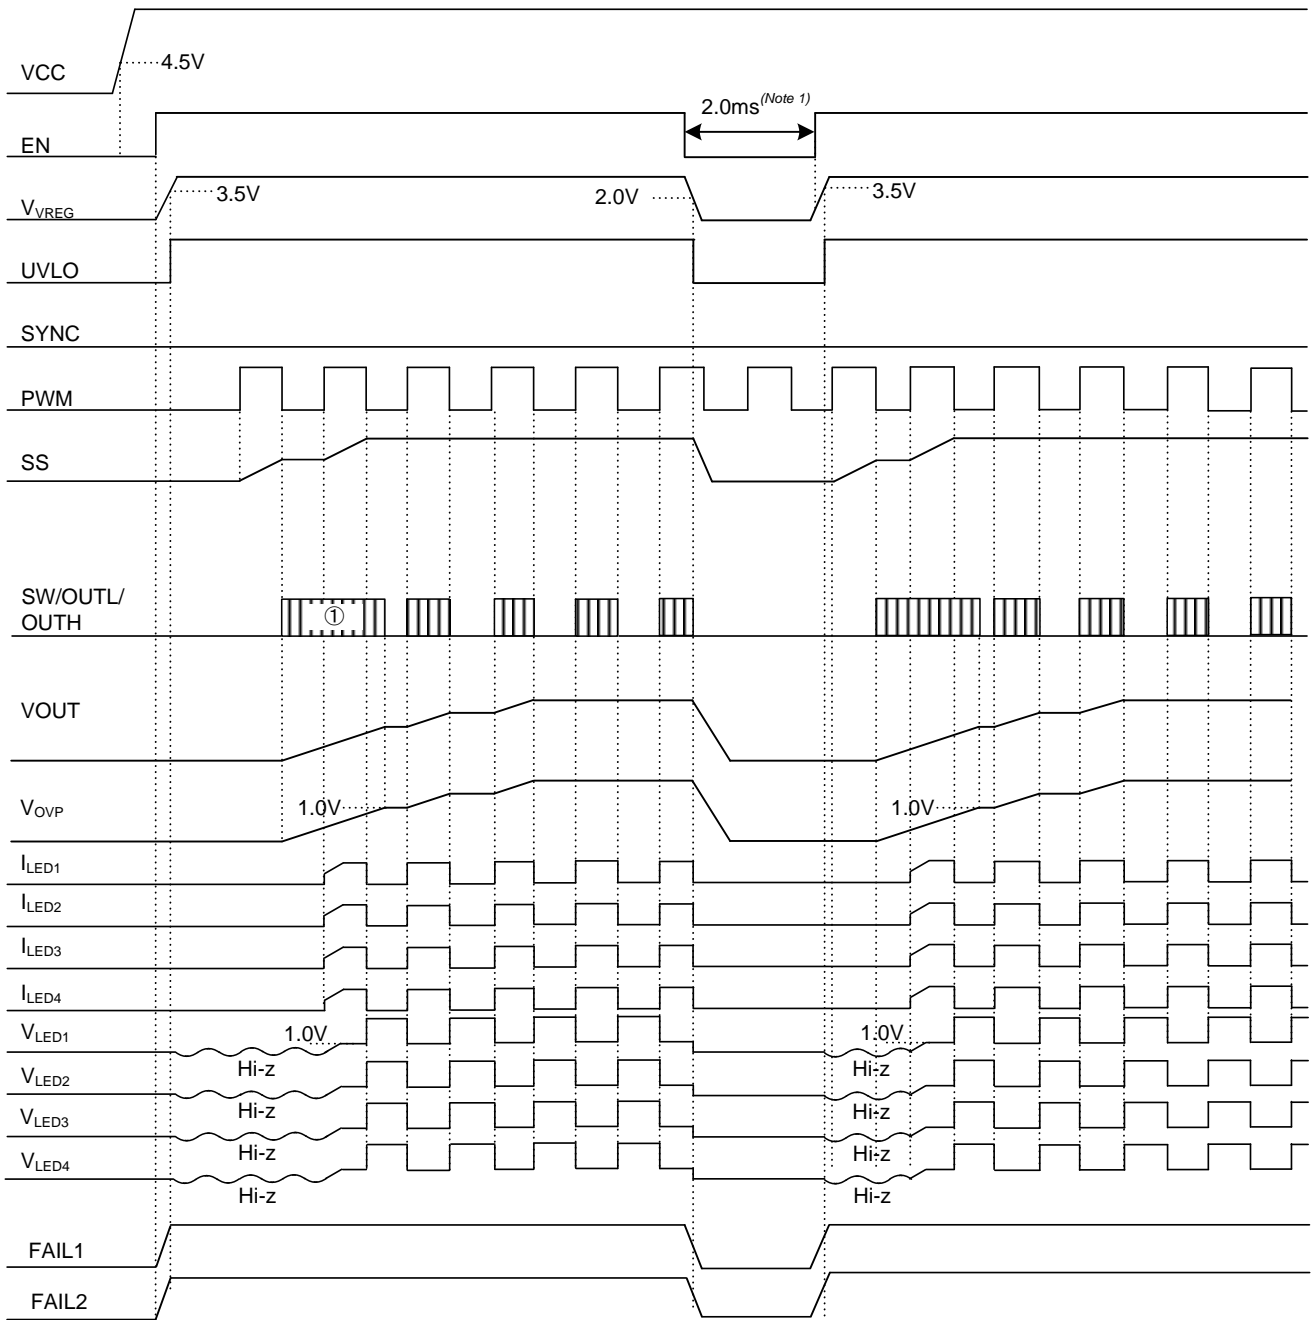 VCC
4.5V
2.0ms(Note 1)
EN
3.5V
2.0V
3.5V
VVREG
UVLO
SYNC
PWM
SS
SW/OUTL/
OUTH
①
VOUT
VOVP
1.0V
1.0V
ILED1
ILED2
ILED3
ILED4
VLED1
1.0V
1.0V
Hi-z
Hi-z
VLED2
Hi-z
Hi-z
VLED3
Hi-z
Hi-z
VLED4
Hi-z
Hi-z
FAIL1
FAIL2